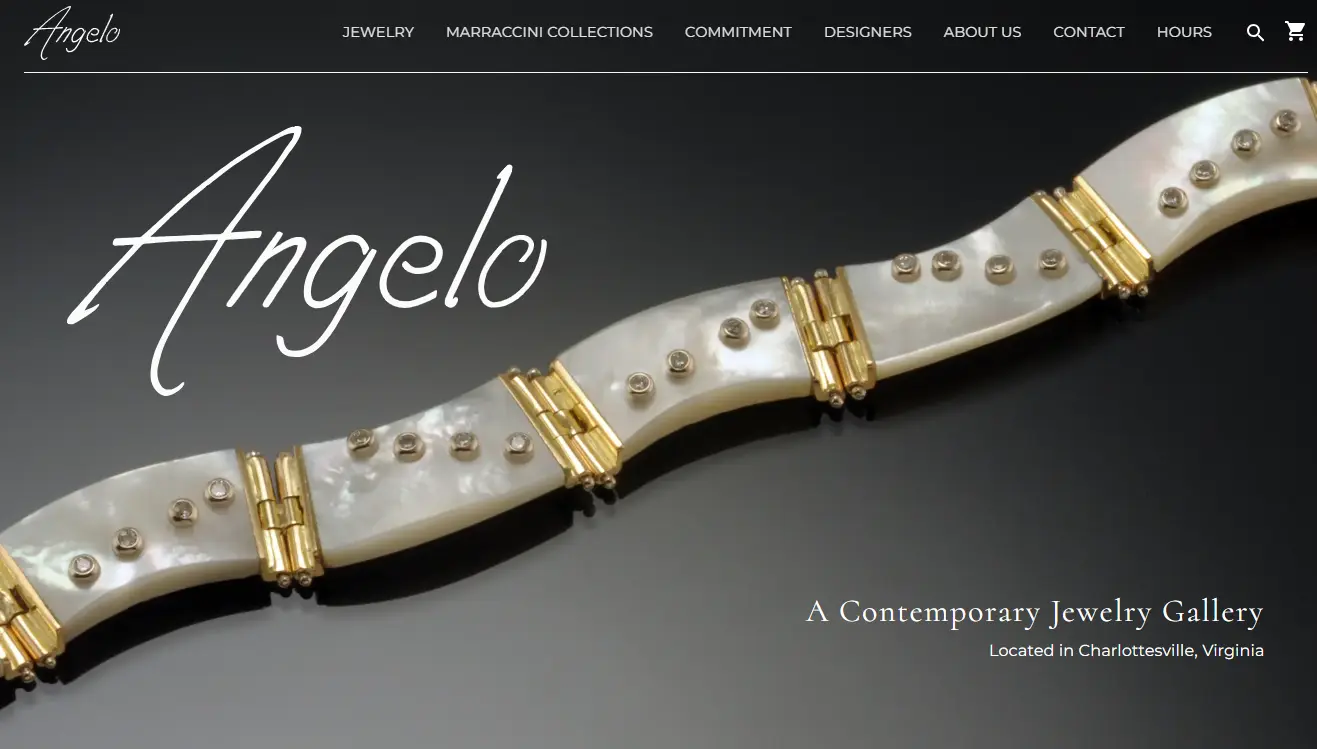 Angelo
JEWELRY MARRACCINI COLLECTIONS COMMITMENT DESIGNERS ABOUT US CONTACT HOURS
Angelo
A Contemporary Jewelry Gallery
Located in Charlottesville, Virginia